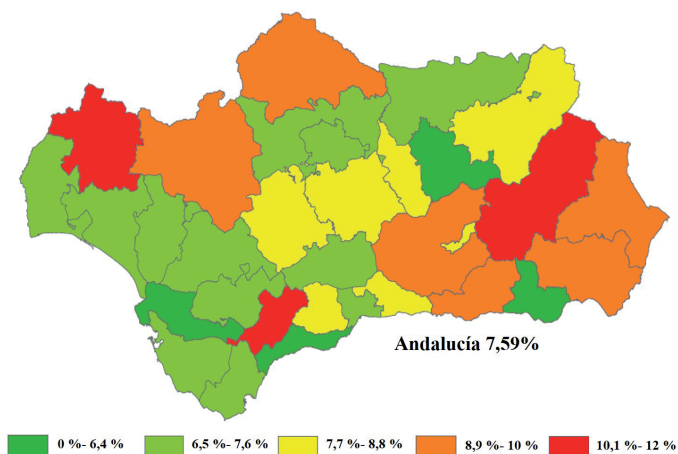 Andalucía 7,59%
0 %- 6,4 % 6,5 %- 7,6 % 7,7 %- 8,8 % 8,9 %- 10 % 10,1 %- 12 %